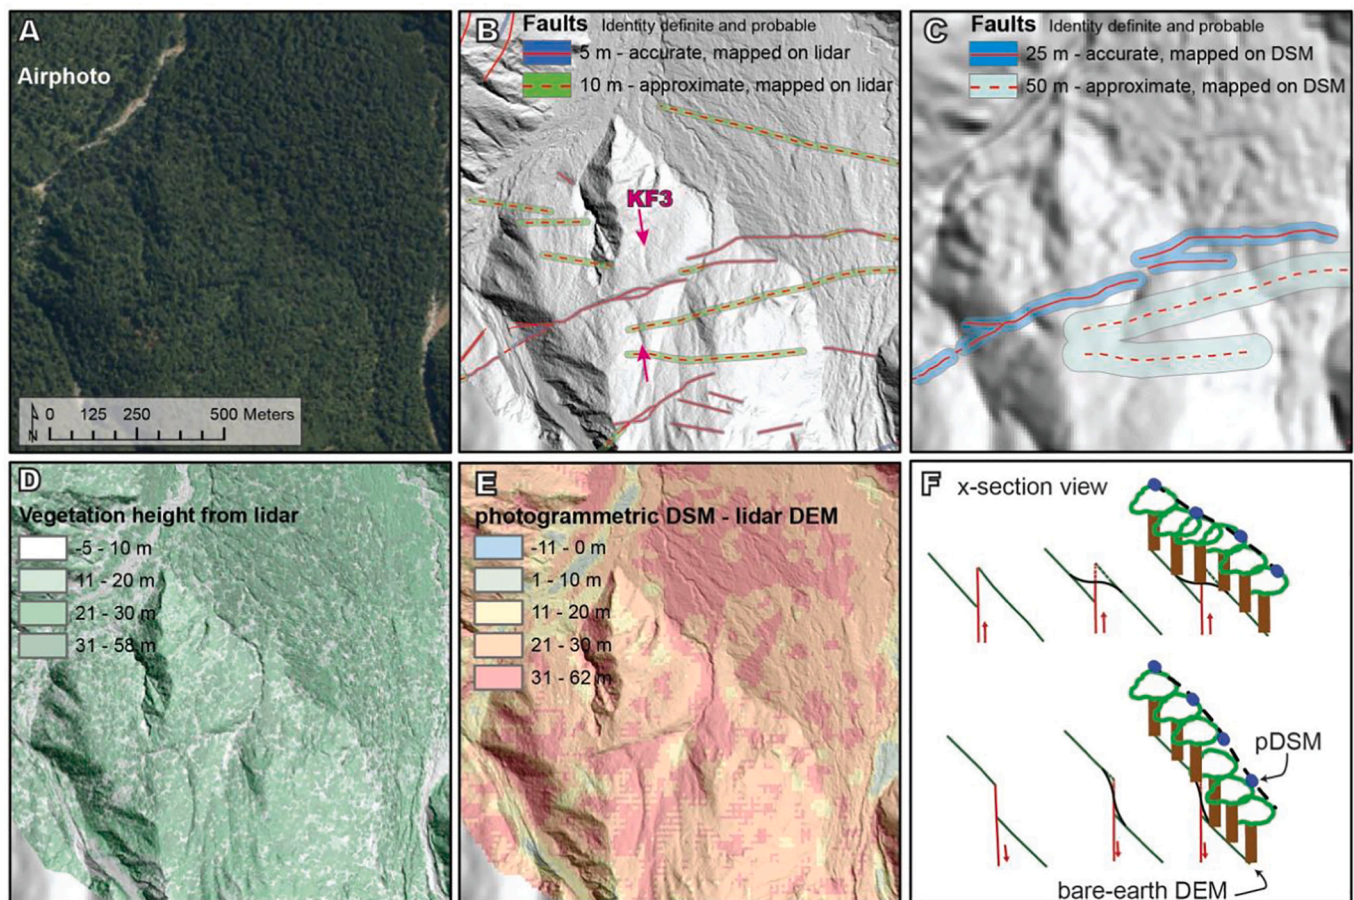 A
Airphoto
N
0 125 250 500 Meters
B
Faults Identity definite and probable
5 m - accurate, mapped on lidar
10 m - approximate, mapped on lidar
KF3
C
Faults Identity definite and probable
25 m - accurate, mapped on DSM
50 m - approximate, mapped on DSM
D
Vegetation height from lidar
-5 - 10 m
11 - 20 m
21 - 30 m
31 - 58 m
E
photogrammetric DSM - lidar DEM
-11 - 0 m
1 - 10 m
11 - 20 m
21 - 30 m
31 - 62 m
F x-section view
pDSM
bare-earth DEM